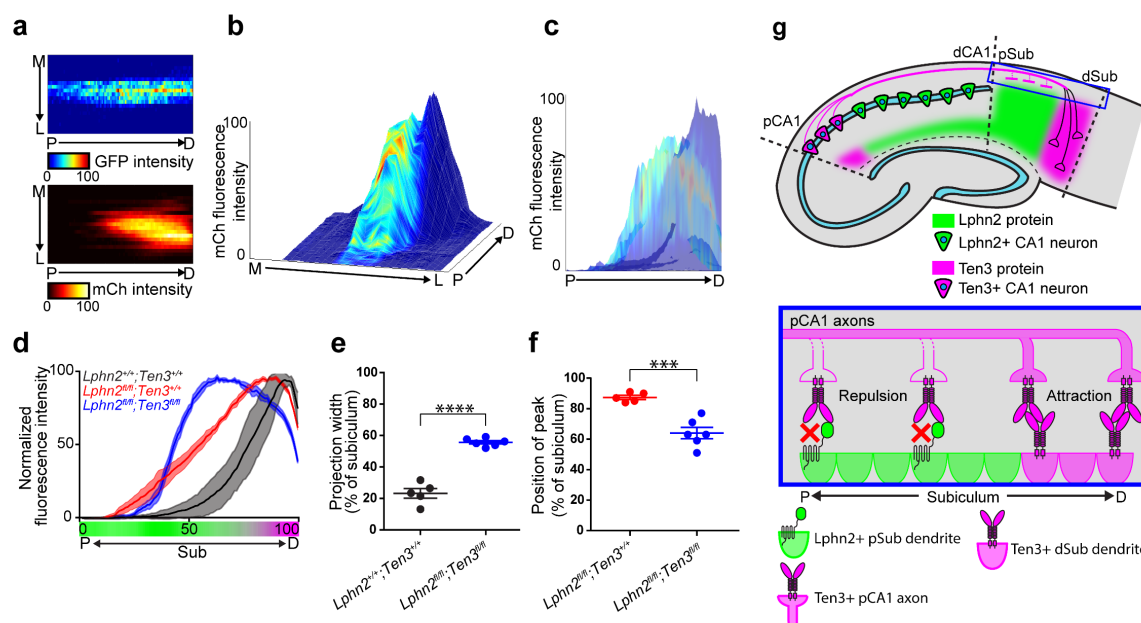 a
M
L
P
D
GFP intensity
0
100
M
L
P
D
mCh intensity
0
100
b
100
mCh fluorescence
intensity
0
M
L
P
D
c
100
mCh fluorescence
intensity
0
P
D
d
Lphn2+/+;Ten3+/+
Lphn2fl/fl;Ten3+/+
Lphn2fl/fl;Ten3fl/fl
Normalized
fluorescence intensity
100
50
0
0
50
100
P
Sub
D
e
Projection width
(% of subiculum)
100
80
60
40
20
0
****
Lphn2+/+;Ten3+/+
Lphn2fl/fl;Ten3fl/fl
f
Position of peak
(% of subiculum)
100
80
60
40
20
0
***
Lphn2fl/fl;Ten3+/+
Lphn2fl/fl;Ten3fl/fl
g
dCA1
pSub
dSub
pCA1
Lphn2 protein
Lphn2+ CA1 neuron
Ten3 protein
Ten3+ CA1 neuron
pCA1 axons
Repulsion
Attraction
P
Subiculum
D
Lphn2+ pSub dendrite
Ten3+ dSub dendrite
Ten3+ pCA1 axon